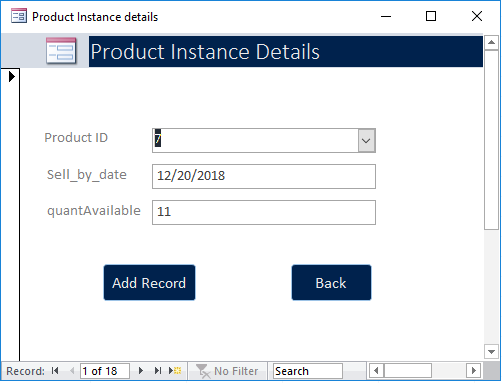 Product Instance details
Product Instance Details
Product ID 7
Sell_by_date 12/20/2018
quantAvailable 11
Add Record Back
Record: 1 of 18 No Filter Search